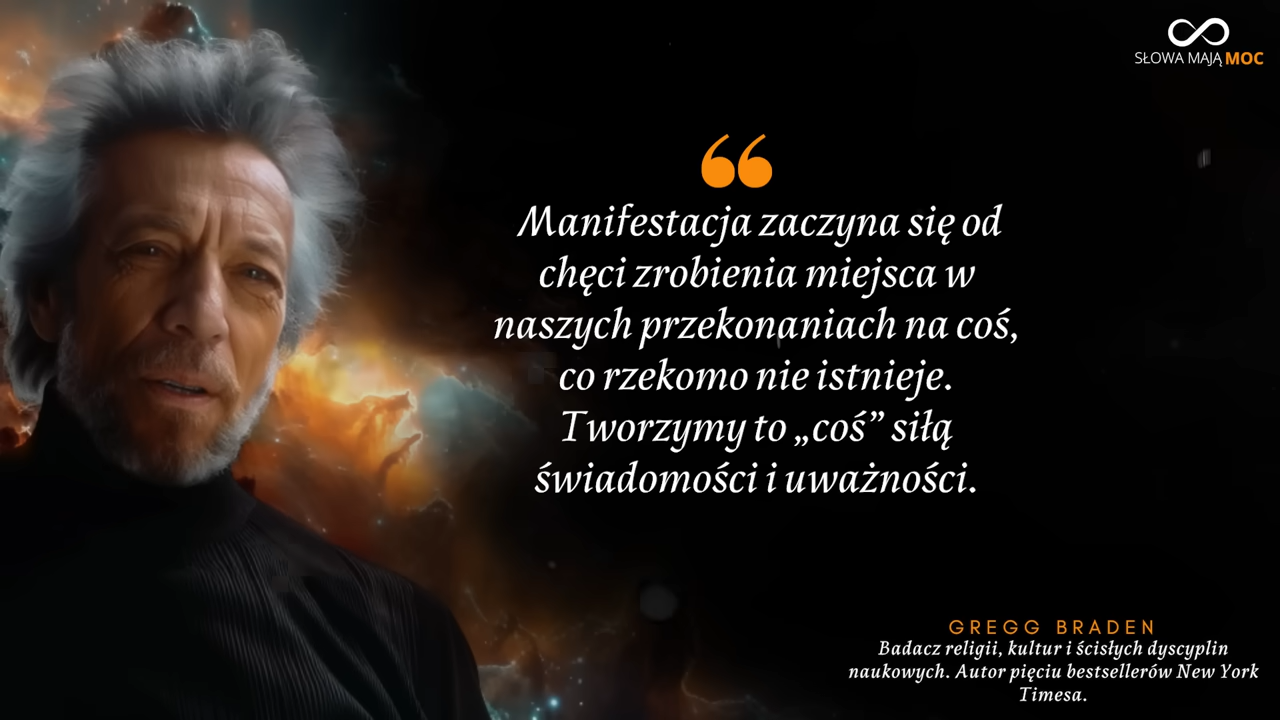 SŁOWA MAJĄ MOC
Manifestacja zaczyna się od
chęci zrobienia miejsca w
naszych przekonaniach na coś,
co rzekomo nie istnieje.
Tworzymy to „coś” siłą
świadomości i uważności.
GREGG BRADEN
Badacz religii, kultur i ścisłych dyscyplin
naukowych. Autor pięciu bestsellerów New York
Timesa.